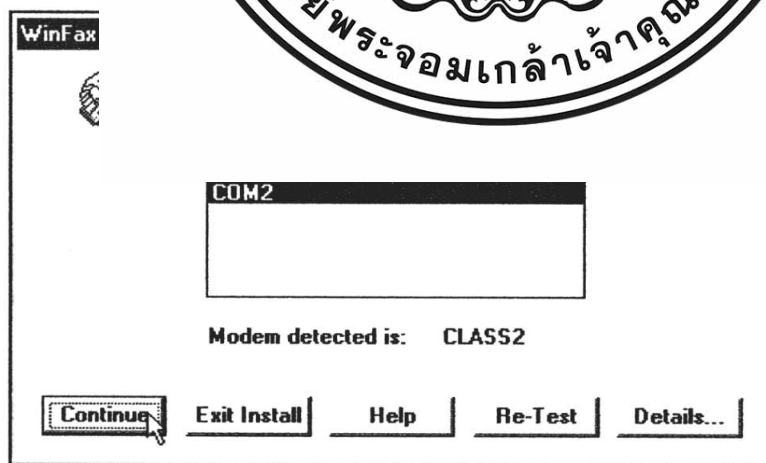 WinFax
ยพระจอมเกล้าเจ้าคุณ
COM2
Modem detected is: CLASS2
Continue Exit Install Help Re-Test Details...